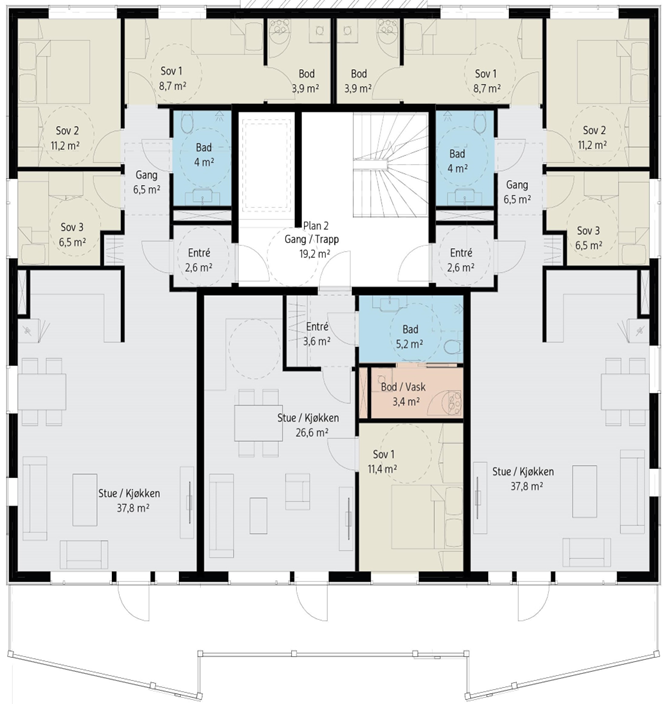 Sov 1
8,7 m²
Bod
3,9 m²
Bod
3,9 m²
Sov 1
8,7 m²
Sov 2
11,2 m²
Bad
4 m²
Bad
4 m²
Sov 2
11,2 m²
Gang
6,5 m²
Gang
6,5 m²
Sov 3
6,5 m²
Plan 2
Gang / Trapp
19,2 m²
Sov 3
6,5 m²
Entré
2,6 m²
Entré
2,6 m²
Entré
3,6 m²
Bad
5,2 m²
Bod / Vask
3,4 m²
Stue / Kjøkken
26,6 m²
Sov 1
11,4 m²
Stue / Kjøkken
37,8 m²
Stue / Kjøkken
37,8 m²